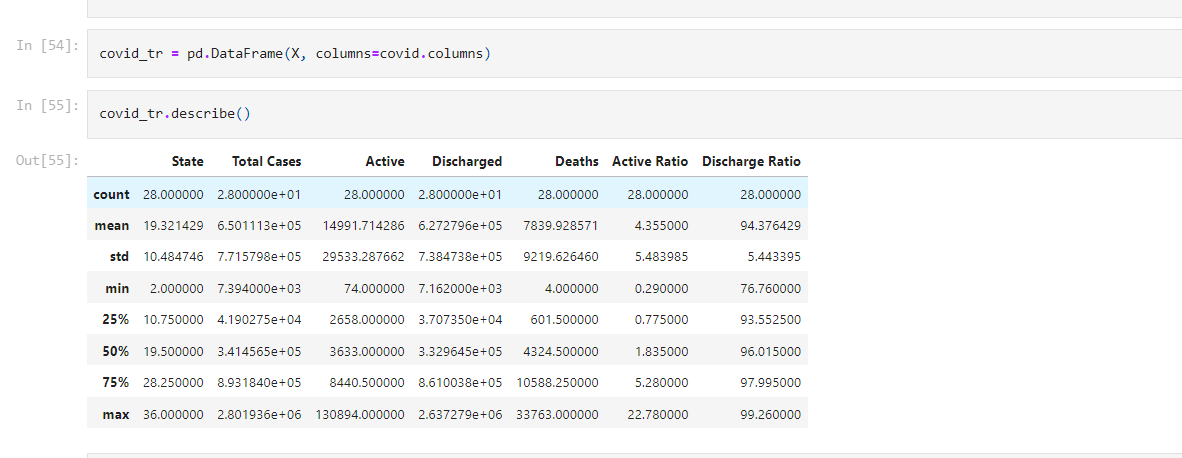 In [54]: covid_tr = pd.DataFrame(X, columns=covid.columns)
In [55]: covid_tr.describe()
Out[55]:
State Total Cases Active Discharged Deaths Active Ratio Discharge Ratio
count 28.000000 2.800000e+01 28.000000 2.800000e+01 28.000000 28.000000 28.000000
mean 19.321429 6.501113e+05 14991.714286 6.272796e+05 7839.928571 4.355000 94.376429
std 10.484746 7.715798e+05 29533.287662 7.384738e+05 9219.626460 5.483985 5.443395
min 2.000000 7.394000e+03 74.000000 7.162000e+03 4.000000 0.290000 76.760000
25% 10.750000 4.190275e+04 2658.000000 3.707350e+04 601.500000 0.775000 93.552500
50% 19.500000 3.414565e+05 3633.000000 3.329645e+05 4324.500000 1.835000 96.015000
75% 28.250000 8.931840e+05 8440.500000 8.610038e+05 10588.250000 5.280000 97.995000
max 36.000000 2.801936e+06 130894.000000 2.637279e+06 33763.000000 22.780000 99.260000